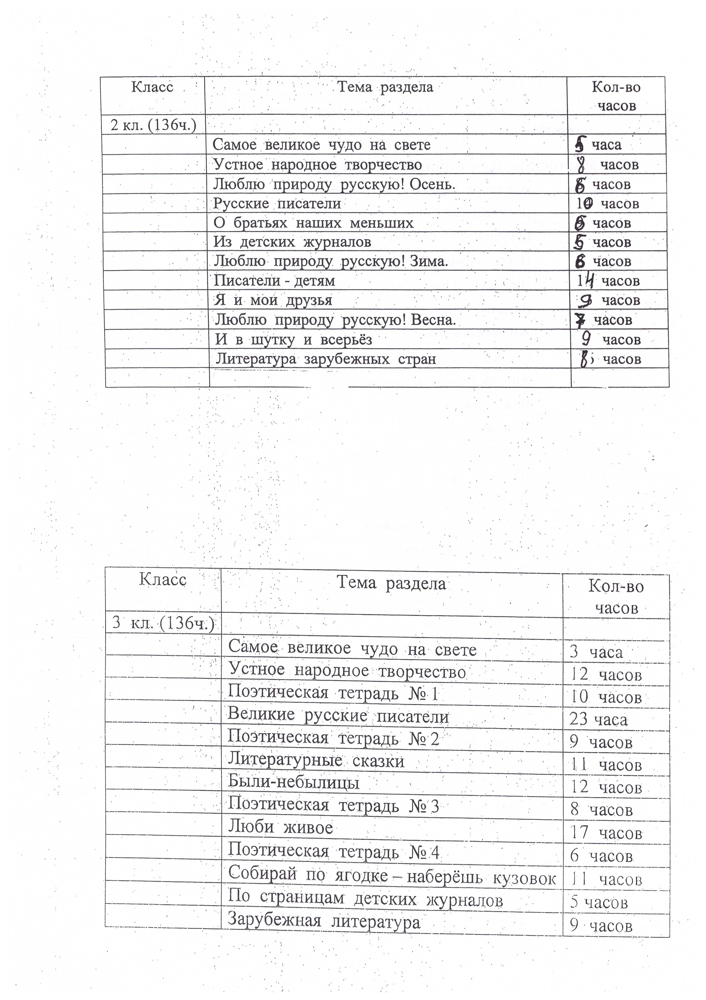 Класс Тема раздела Кол-во
часов
2 кл. (136ч.)
Самое великое чудо на свете 5 часа
Устное народное творчество 8 часов
Люблю природу русскую! Осень. часов
Русские писатели 10 часов
О братьях наших меньших 6 часов
Из детских журналов 5 часов
Люблю природу русскую! Зима. 6 часов
Писатели - детям 14 часов
Я и мои друзья 9 часов
Люблю природу русскую! Весна. 7 часов
И в шутку и всерьёз 9 часов
Литература зарубежных стран 8 часов
Класс Тема раздела Кол-во
часов
3 кл. (136ч.)
Самое великое чудо на свете 3 часа
Устное народное творчество 12 часов
Поэтическая тетрадь № 1 10 часов
Великие русские писатели 23 часа
Поэтическая тетрадь № 2 9 часов
Литературные сказки 11 часов
Были-небылицы 12 часов
Поэтическая тетрадь № 3 8 часов
Люби живое 17 часов
Поэтическая тетрадь № 4 6 часов
Собирай по ягодке – наберёшь кузовок 11 часов
По страницам детских журналов 5 часов
Зарубежная литература 9 часов